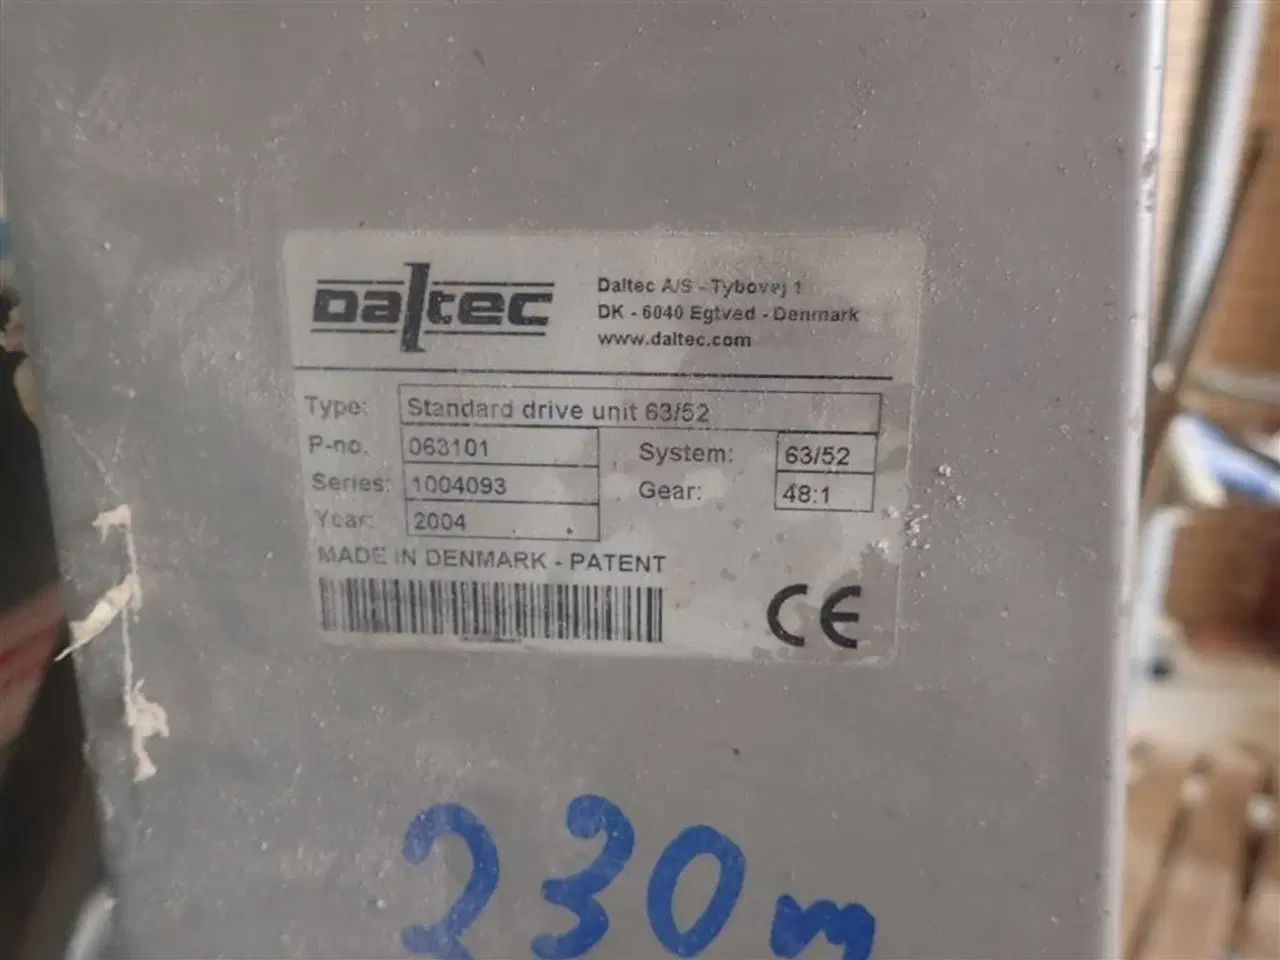 Daltec
Daltec A/S - Tybovej 1
DK - 6040 Egtved - Denmark
www.daltec.com
Type: Standard drive unit 63/52
P-no. 063101 System: 63/52
Series: 1004093 Gear: 48:1
Year: 2004
MADE IN DENMARK - PATENT
CE
230m